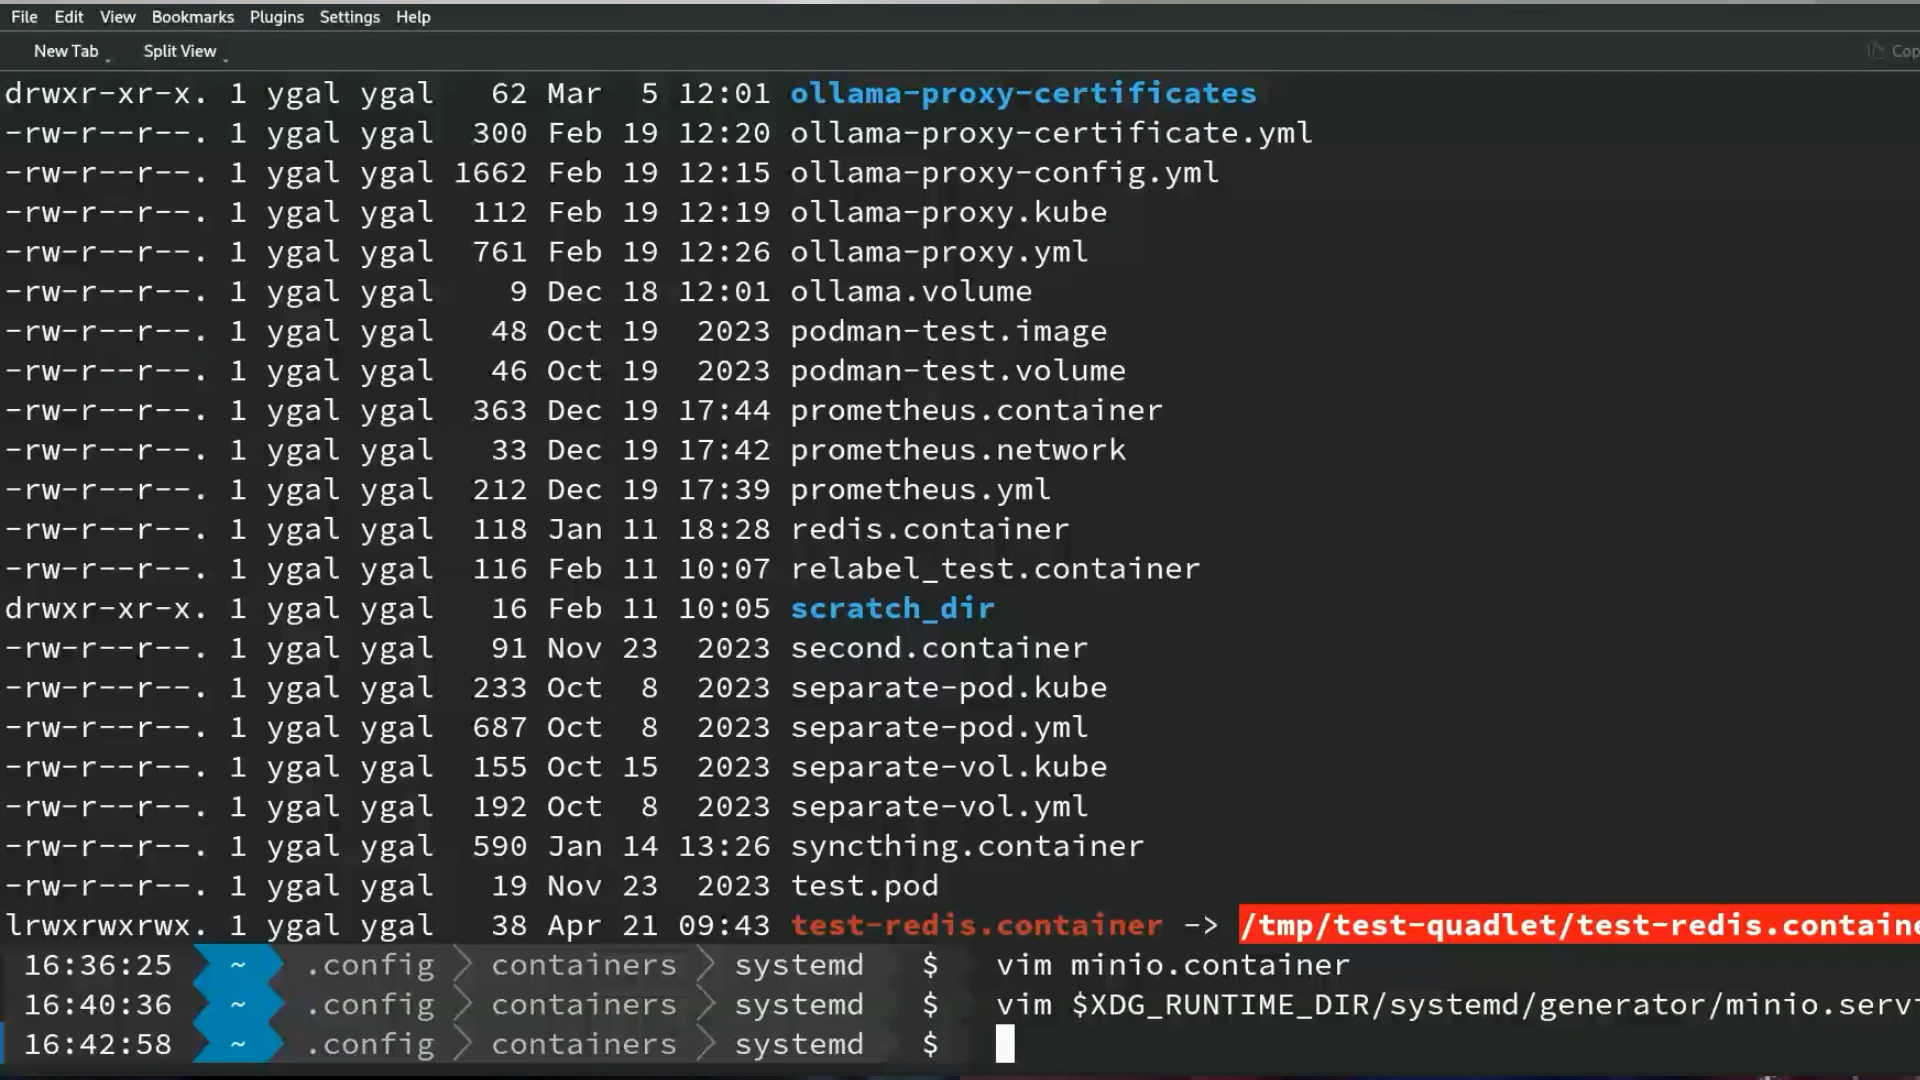 File Edit View Bookmarks Plugins Settings Help
New Tab Split View Cop
drwxr-xr-x. 1 ygal ygal 62 Mar 5 12:01 ollama-proxy-certificates
-rw-r--r--. 1 ygal ygal 300 Feb 19 12:20 ollama-proxy-certificate.yml
-rw-r--r--. 1 ygal ygal 1662 Feb 19 12:15 ollama-proxy-config.yml
-rw-r--r--. 1 ygal ygal 112 Feb 19 12:19 ollama-proxy.kube
-rw-r--r--. 1 ygal ygal 761 Feb 19 12:26 ollama-proxy.yml
-rw-r--r--. 1 ygal ygal 9 Dec 18 12:01 ollama.volume
-rw-r--r--. 1 ygal ygal 48 Oct 19 2023 podman-test.image
-rw-r--r--. 1 ygal ygal 46 Oct 19 2023 podman-test.volume
-rw-r--r--. 1 ygal ygal 363 Dec 19 17:44 prometheus.container
-rw-r--r--. 1 ygal ygal 33 Dec 19 17:42 prometheus.network
-rw-r--r--. 1 ygal ygal 212 Dec 19 17:39 prometheus.yml
-rw-r--r--. 1 ygal ygal 118 Jan 11 18:28 redis.container
-rw-r--r--. 1 ygal ygal 116 Feb 11 10:07 relabel_test.container
drwxr-xr-x. 1 ygal ygal 16 Feb 11 10:05 scratch_dir
-rw-r--r--. 1 ygal ygal 91 Nov 23 2023 second.container
-rw-r--r--. 1 ygal ygal 233 Oct 8 2023 separate-pod.kube
-rw-r--r--. 1 ygal ygal 687 Oct 8 2023 separate-pod.yml
-rw-r--r--. 1 ygal ygal 155 Oct 15 2023 separate-vol.kube
-rw-r--r--. 1 ygal ygal 192 Oct 8 2023 separate-vol.yml
-rw-r--r--. 1 ygal ygal 590 Jan 14 13:26 syncthing.container
-rw-r--r--. 1 ygal ygal 19 Nov 23 2023 test.pod
lrwxrwxrwx. 1 ygal ygal 38 Apr 21 09:43 test-redis.container -> /tmp/test-quadlet/test-redis.containe
16:36:25 ~ .config containers systemd $ vim minio.container
16:40:36 ~ .config containers systemd $ vim $XDG_RUNTIME_DIR/systemd/generator/minio.servi
16:42:58 ~ .config containers systemd $